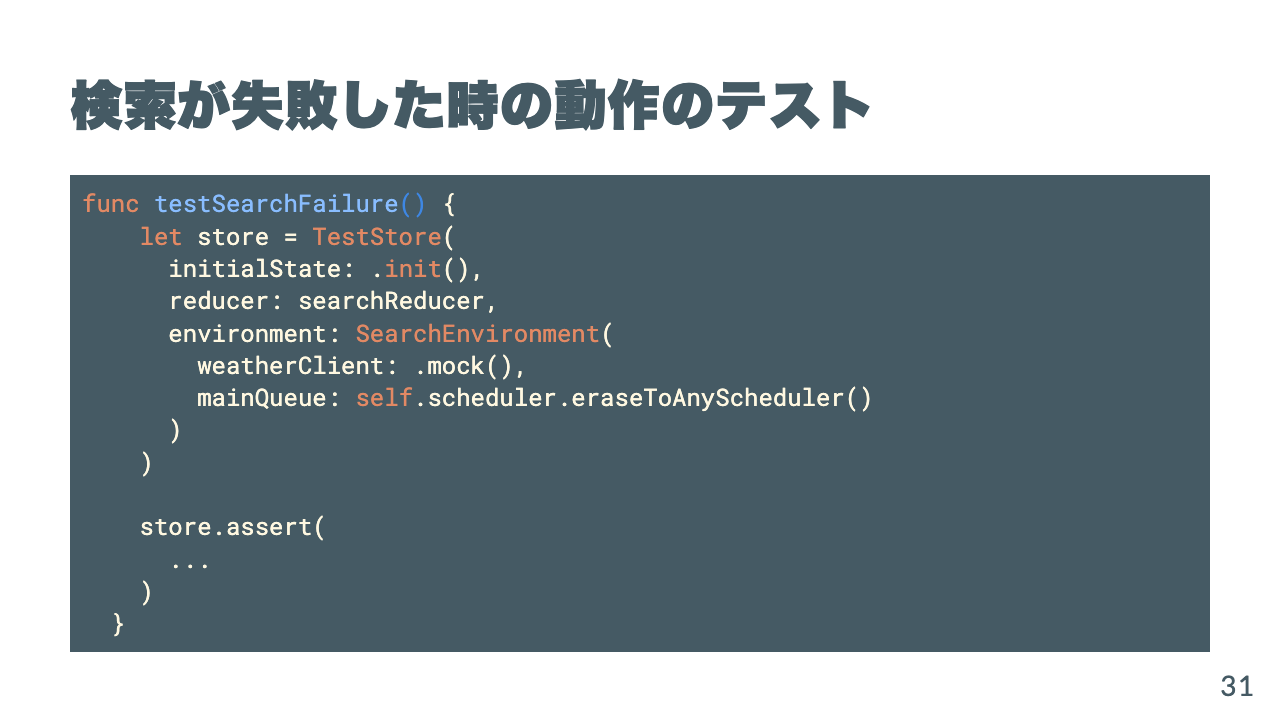 検索が失敗した時の動作のテスト
func testSearchFailure() {
    let store = TestStore(
      initialState: .init(),
      reducer: searchReducer,
      environment: SearchEnvironment(
        weatherClient: .mock(),
        mainQueue: self.scheduler.eraseToAnyScheduler()
      )
    )

    store.assert(
      ...
    )
  }
31